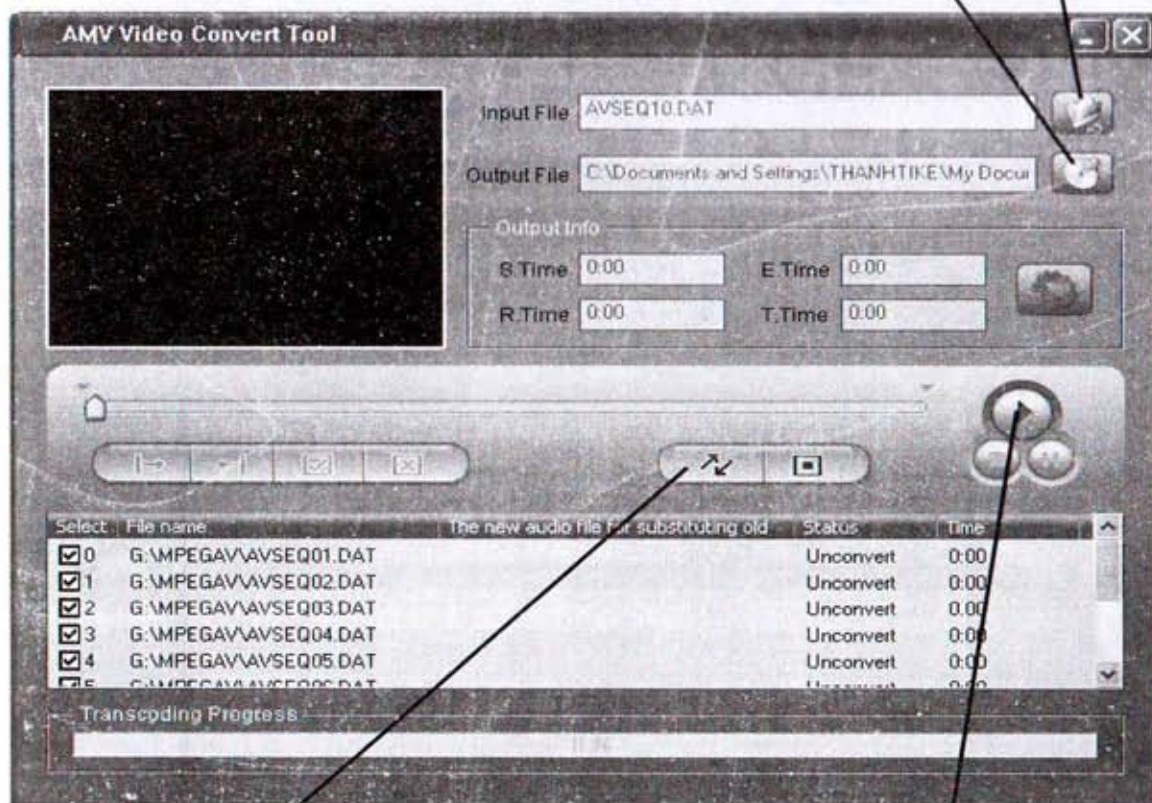 AMV Video Convert Tool
Input File AVSEQ10.DAT
Output File C:\Documents and Settings\THANHTIKE\My Docur
Output Info
S.Time 0:00 E.Time 0:00
R.Time 0:00 T.Time 0:00
Select File name The new audio file for substituting old Status Time
0 G:\MPEGAV\AVSEQ01.DAT Unconvert 0:00
1 G:\MPEGAV\AVSEQ02.DAT Unconvert 0:00
2 G:\MPEGAV\AVSEQ03.DAT Unconvert 0:00
3 G:\MPEGAV\AVSEQ04.DAT Unconvert 0:00
4 G:\MPEGAV\AVSEQ05.DAT Unconvert 0:00
Transcoding Progress